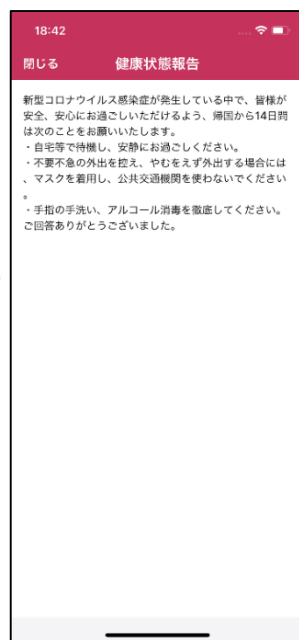 18:42
閉じる 健康状態報告
新型コロナウイルス感染症が発生している中で、皆様が
安全、安心にお過ごしいただけるよう、帰国から14日間
は次のことをお願いいたします。
・自宅等で待機し、安静にお過ごしください。
・不要不急の外出を控え、やむをえず外出する場合には
、マスクを着用し、公共交通機関を使わないでください
。
・手指の手洗い、アルコール消毒を徹底してください。
ご回答ありがとうございました。